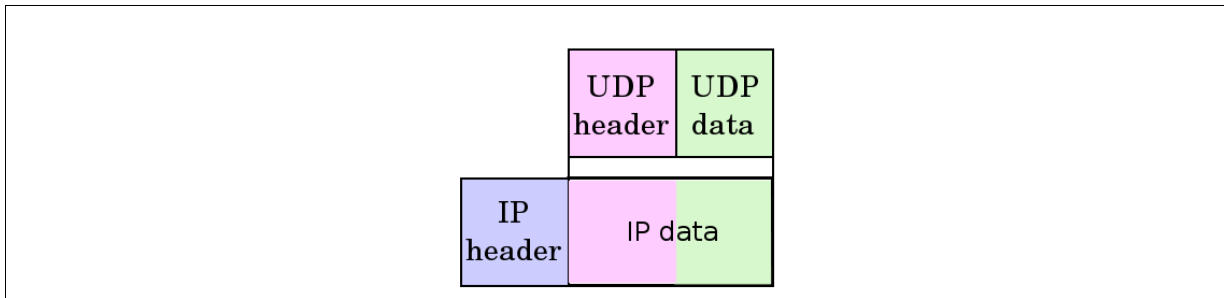 UDP
header
UDP
data
IP
header
IP data